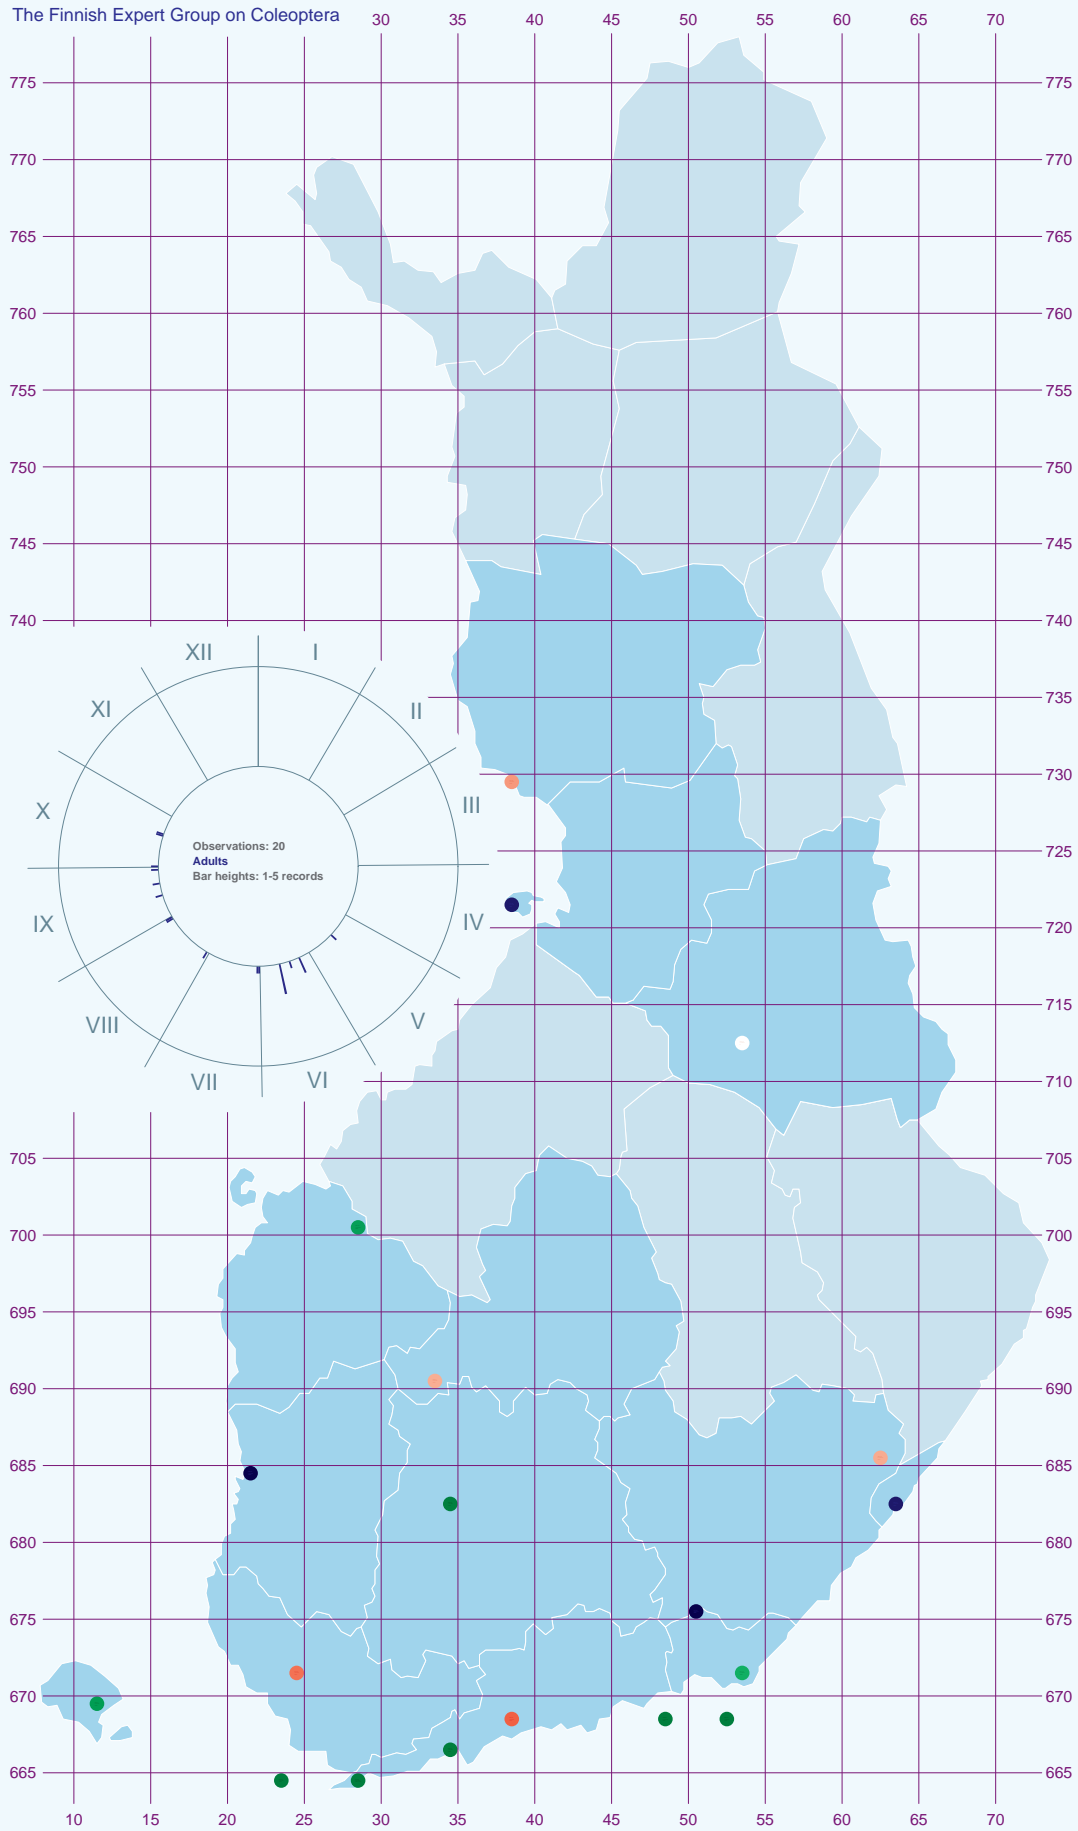 The Finnish Expert Group on Coleoptera
30 35 40 45 50 55 60 65 70
775 775
770 770
765 765
760 760
755 755
750 750
745 745
740 740
XII I
XI II
735
730
X III
Observations: 20
Adults
Bar heights: 1-5 records
725
IX IV
720
715
VIII V
VII VI
710
705 705
700 700
695 695
690 690
685 685
680 680
675 675
670 670
665 665
10 15 20 25 30 35 40 45 50 55 60 65 70